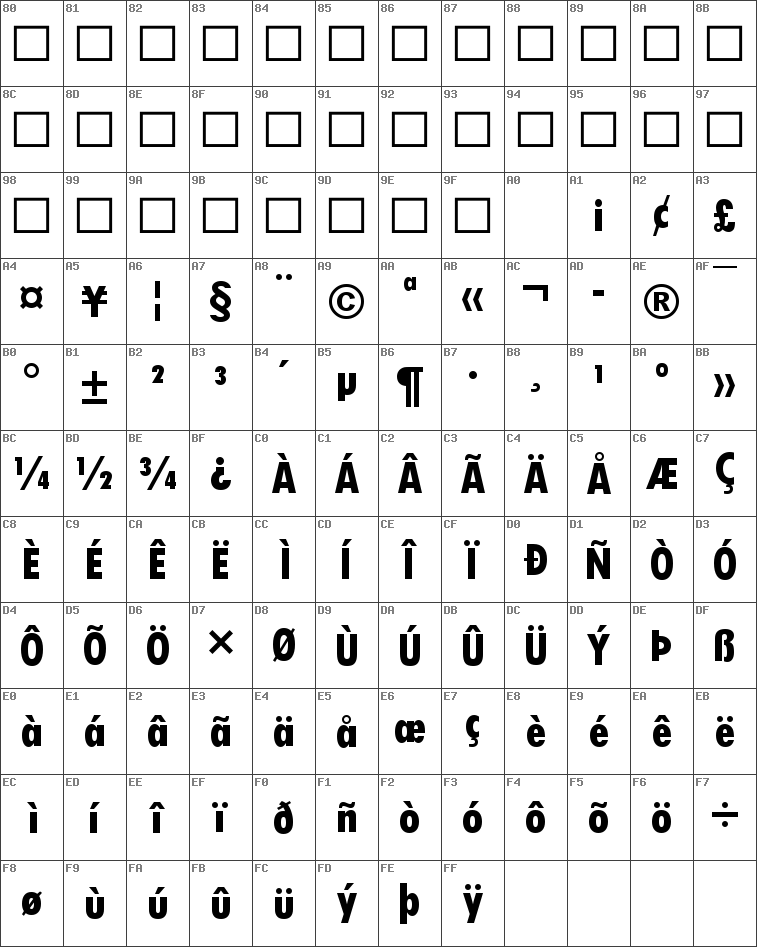 80 81 82 83 84 85 86 87 88 89 8A 8B
□ □ □ □ □ □ □ □ □ □ □ □
8C 8D 8E 8F 90 91 92 93 94 95 96 97
□ □ □ □ □ □ □ □ □ □ □ □
98 99 9A 9B 9C 9D 9E 9F A0 A1 A2 A3
□ □ □ □ □ □ □ □ ¡ ¢ £
A4 A5 A6 A7 A8 A9 AA AB AC AD AE AF
¤ ¥ ¦ § ¨ © ª « ¬ - ® ¯
B0 B1 B2 B3 B4 B5 B6 B7 B8 B9 BA BB
° ± ² ³ ´ µ ¶ · ¸ ¹ º »
BC BD BE BF C0 C1 C2 C3 C4 C5 C6 C7
¼ ½ ¾ ¿ À Á Â Ã Ä Å Æ Ç
C8 C9 CA CB CC CD CE CF D0 D1 D2 D3
È É Ê Ë Ì Í Î Ï Ð Ñ Ò Ó
D4 D5 D6 D7 D8 D9 DA DB DC DD DE DF
Ô Õ Ö × Ø Ù Ú Û Ü Ý Þ ß
E0 E1 E2 E3 E4 E5 E6 E7 E8 E9 EA EB
à á â ã ä å æ ç è é ê ë
EC ED EE EF F0 F1 F2 F3 F4 F5 F6 F7
ì í î ï ð ñ ò ó ô õ ö ÷
F8 F9 FA FB FC FD FE FF
ø ù ú û ü ý þ ÿ